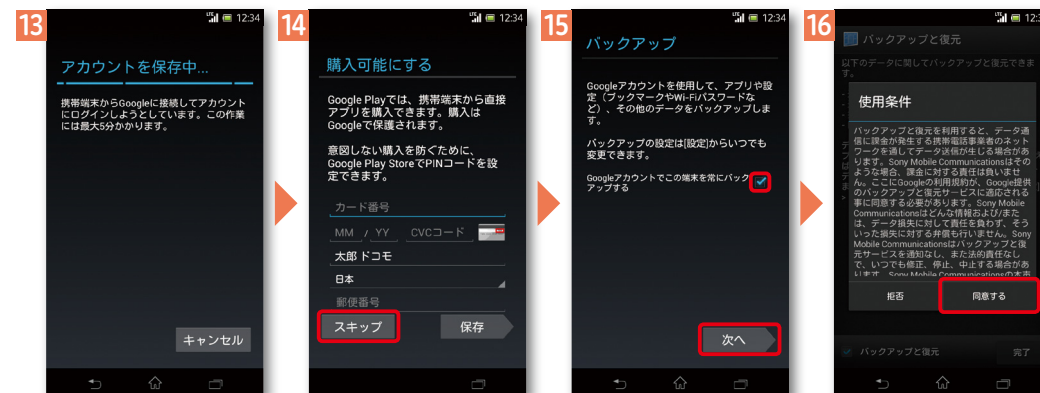 13
LTE 12:34
アカウントを保存中...
携帯端末からGoogleに接続してアカウント
にログインしようとしています。この作業
には最大5分かかります。
キャンセル
14
LTE 12:34
購入可能にする
Google Playでは、携帯端末から直接
アプリを購入できます。購入は
Googleで保護されます。
意図しない購入を防ぐために、
Google Play StoreでPINコードを設
定できます。
カード番号
MM / YY CVCコード
太郎 ドコモ
日本
郵便番号
スキップ 保存
15
LTE 12:34
バックアップ
Googleアカウントを使用して、アプリや設
定（ブックマークやWi-Fiパスワードな
ど）、その他のデータをバックアップしま
す。
バックアップの設定は[設定]からいつでも
変更できます。
Googleアカウントでこの端末を常にバック
アップする
次へ
16
LTE 12:3
バックアップと復元
以下のデータに関してバックアップと復元できま
す。
使用条件
バックアップと復元を利用すると、データ通
信に課金が発生する携帯電話事業者のネット
ワークを通してデータ送信が生じる場合があ
ります。Sony Mobile Communicationsはその
ような場合、課金に対する責任は負いませ
ん。ここにGoogleの利用規約が、Google提供
のバックアップと復元サービスに適応される
事に同意する必要があります。Sony Mobile
Communicationsはどんな情報および/また
は、データ損失に対して責任を負わず、そう
いった損失に対する弁償も行いません。Sony
Mobile Communicationsはバックアップと復
元サービスを通知なし、また法的責任なし
で、いつでも修正、停止、中止する場合があ
ります。Sony Mobile Communicationsの本声
拒否 同意する
バックアップと復元 完了